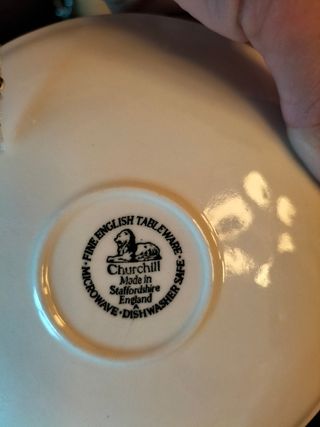 · FINE ENGLISH TABLEWARE ·
Churchill
Made in
Staffordshire
England
MICROWAVE · DISHWASHER SAFE